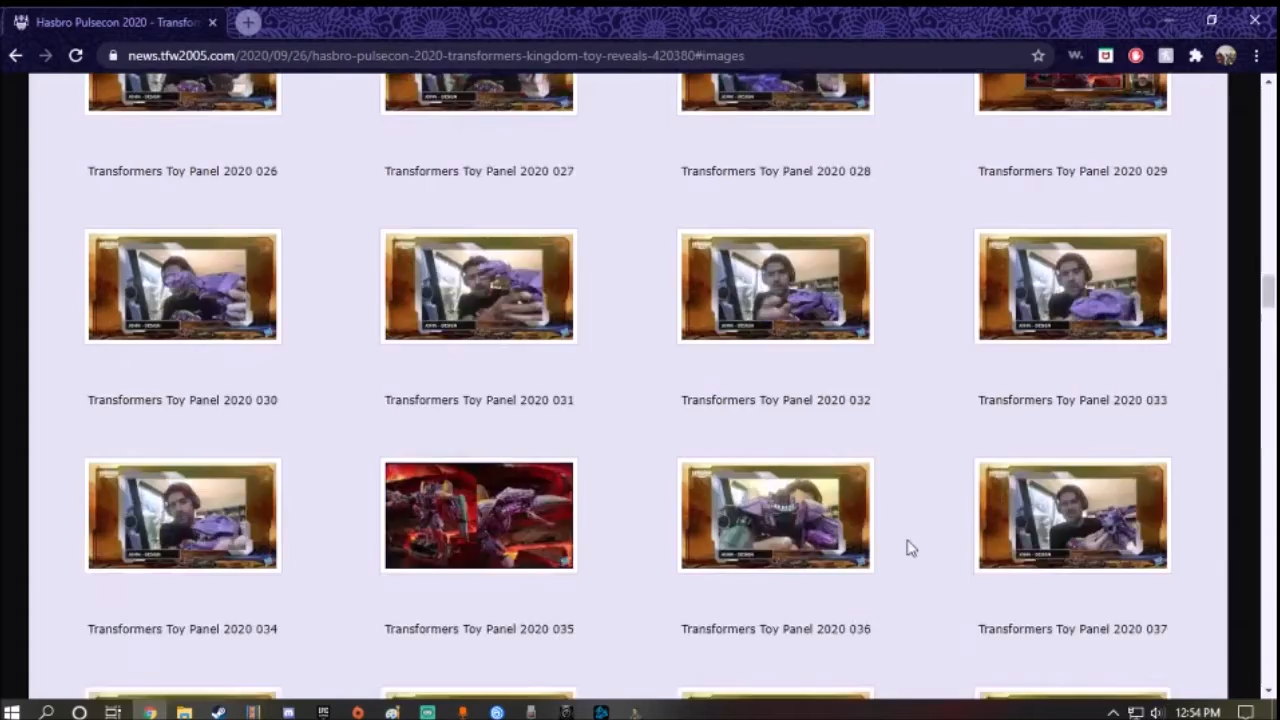 Hasbro Pulsecon 2020 - Transfor
news.tfw2005.com/2020/09/26/hasbro-pulsecon-2020-transformers-kingdom-toy-reveals-420380#images
Transformers Toy Panel 2020 026
Transformers Toy Panel 2020 027
Transformers Toy Panel 2020 028
Transformers Toy Panel 2020 029
Transformers Toy Panel 2020 030
Transformers Toy Panel 2020 031
Transformers Toy Panel 2020 032
Transformers Toy Panel 2020 033
Transformers Toy Panel 2020 034
Transformers Toy Panel 2020 035
Transformers Toy Panel 2020 036
Transformers Toy Panel 2020 037
12:54 PM